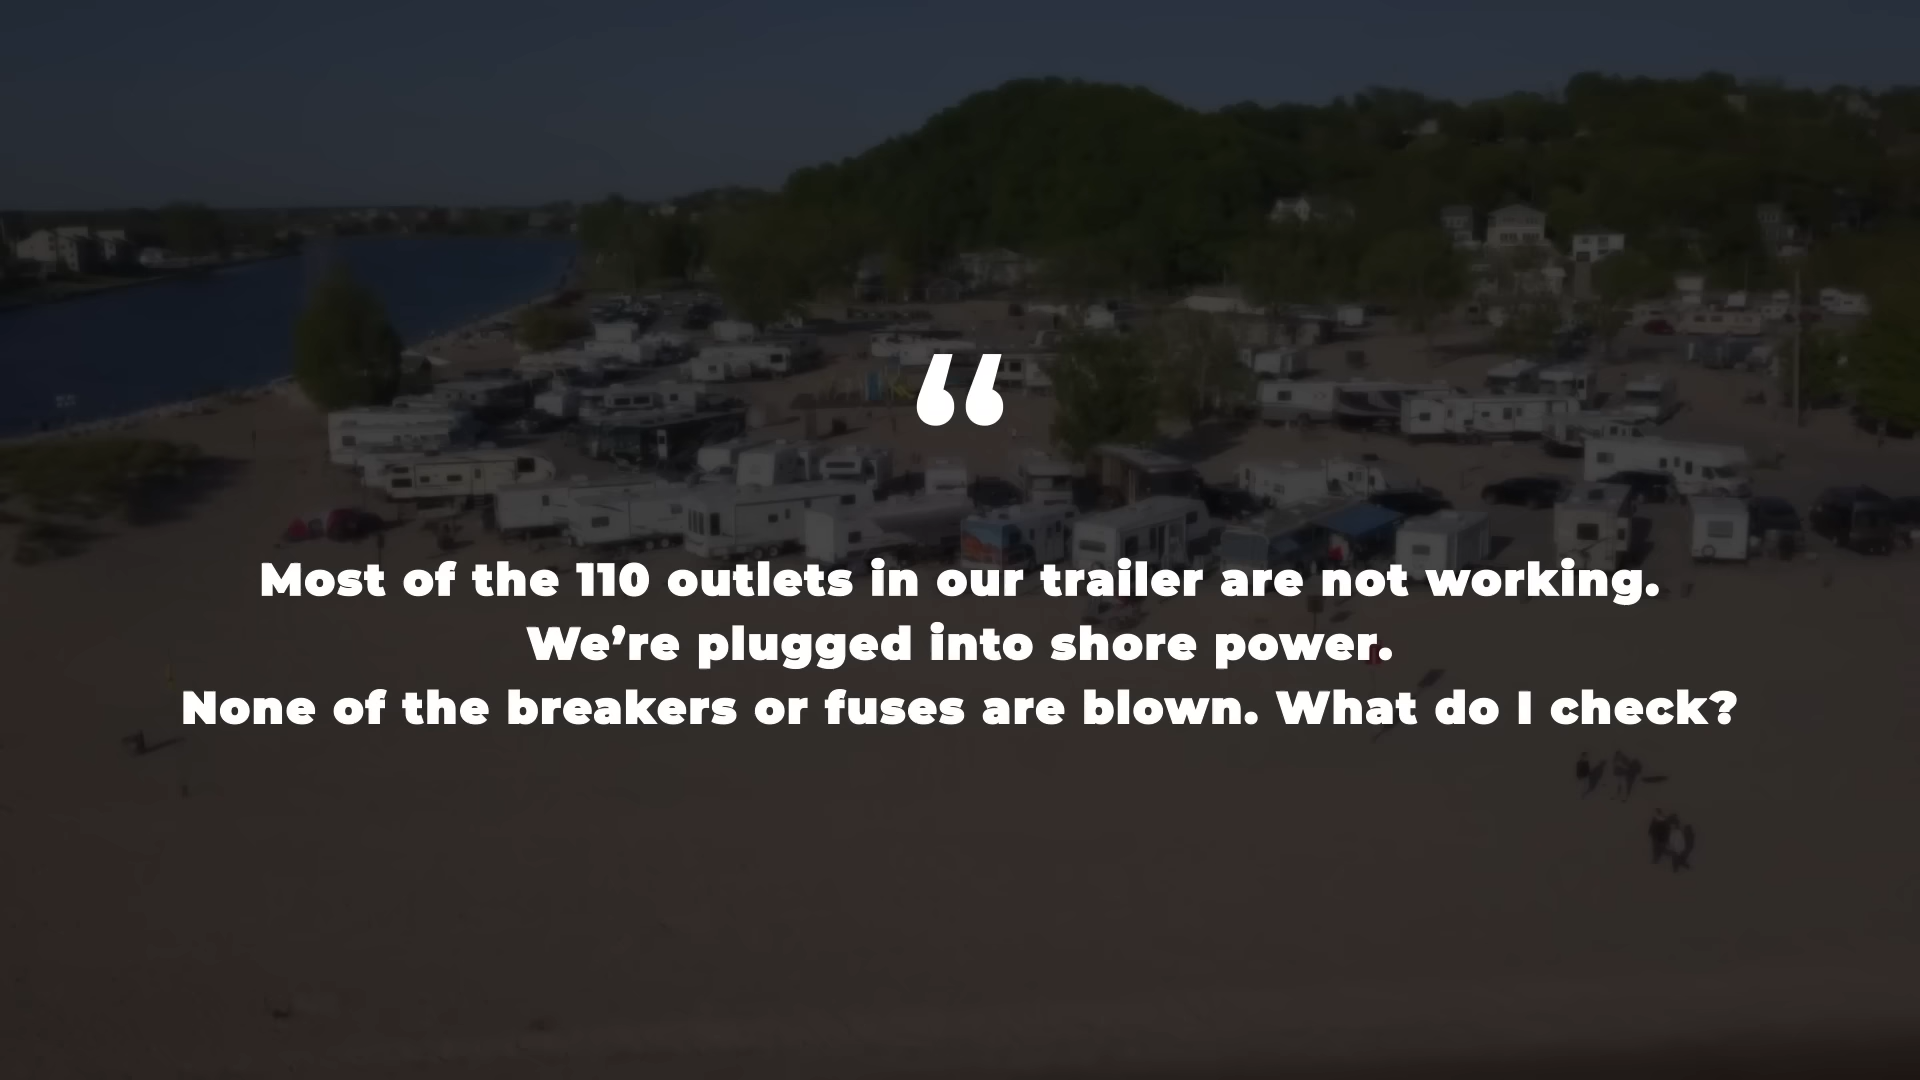 “
Most of the 110 outlets in our trailer are not working.
We’re plugged into shore power.
None of the breakers or fuses are blown. What do I check?